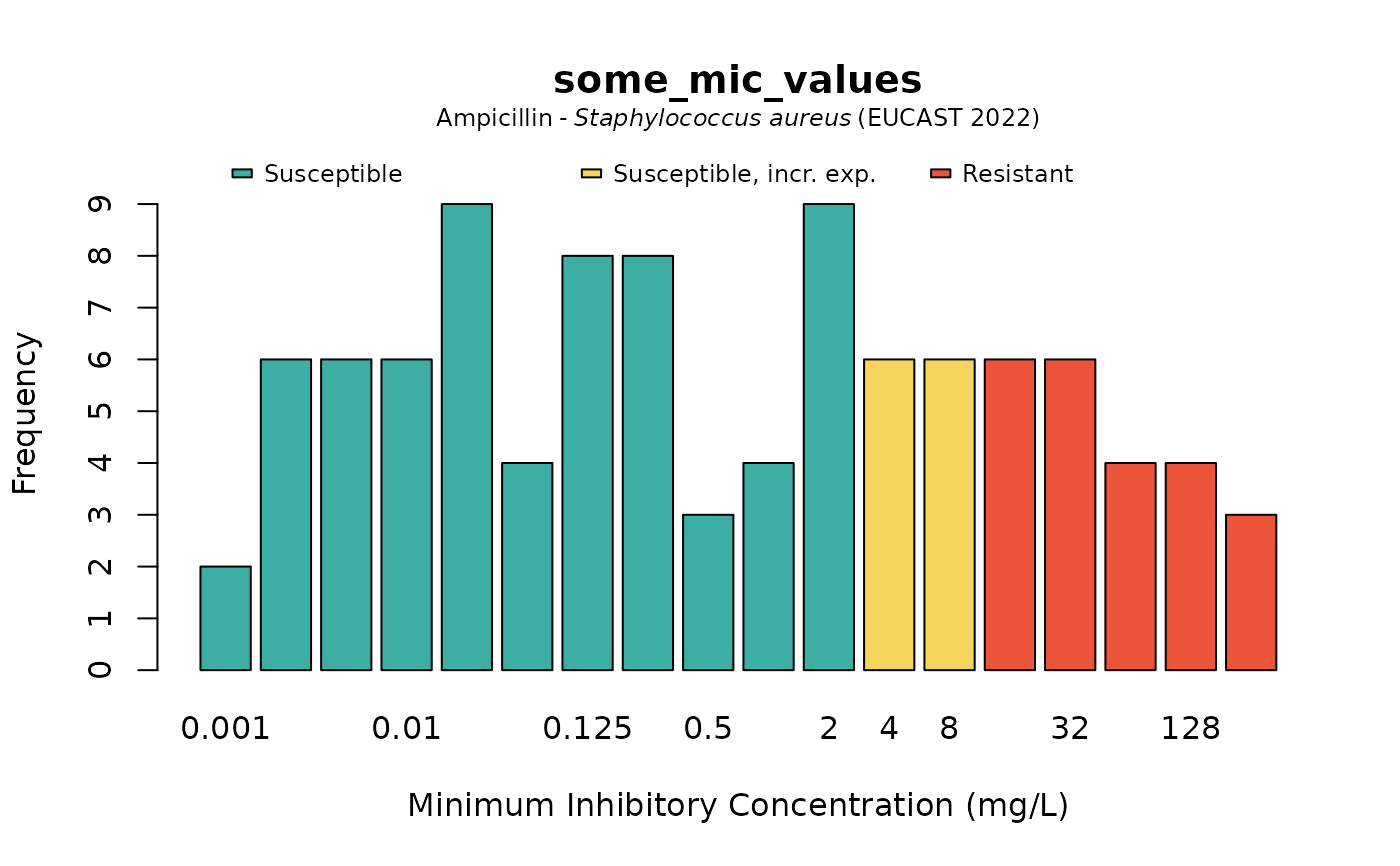 some_mic_values
Ampicillin - Staphylococcus aureus (EUCAST 2022)
Susceptible
Susceptible, incr. exp.
Resistant
Frequency
9
8
7
6
5
4
3
2
1
0
0.001 0.01 0.125 0.5 2 4 8 32 128
Minimum Inhibitory Concentration (mg/L)